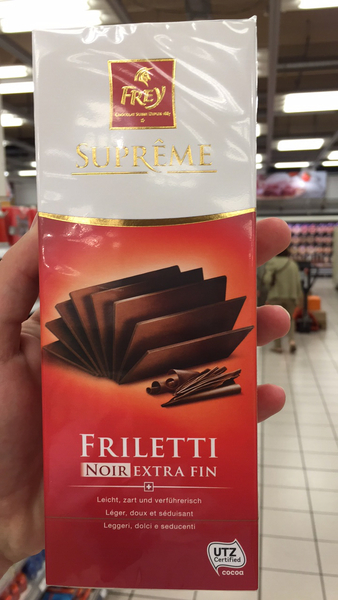 FREY
SUPRÊME
FRILETTI
NOIR EXTRA FIN
Leicht, zart und verführerisch
Léger, doux et séduisant
Leggeri, dolci e seducenti
UTZ
Certified
cocoa